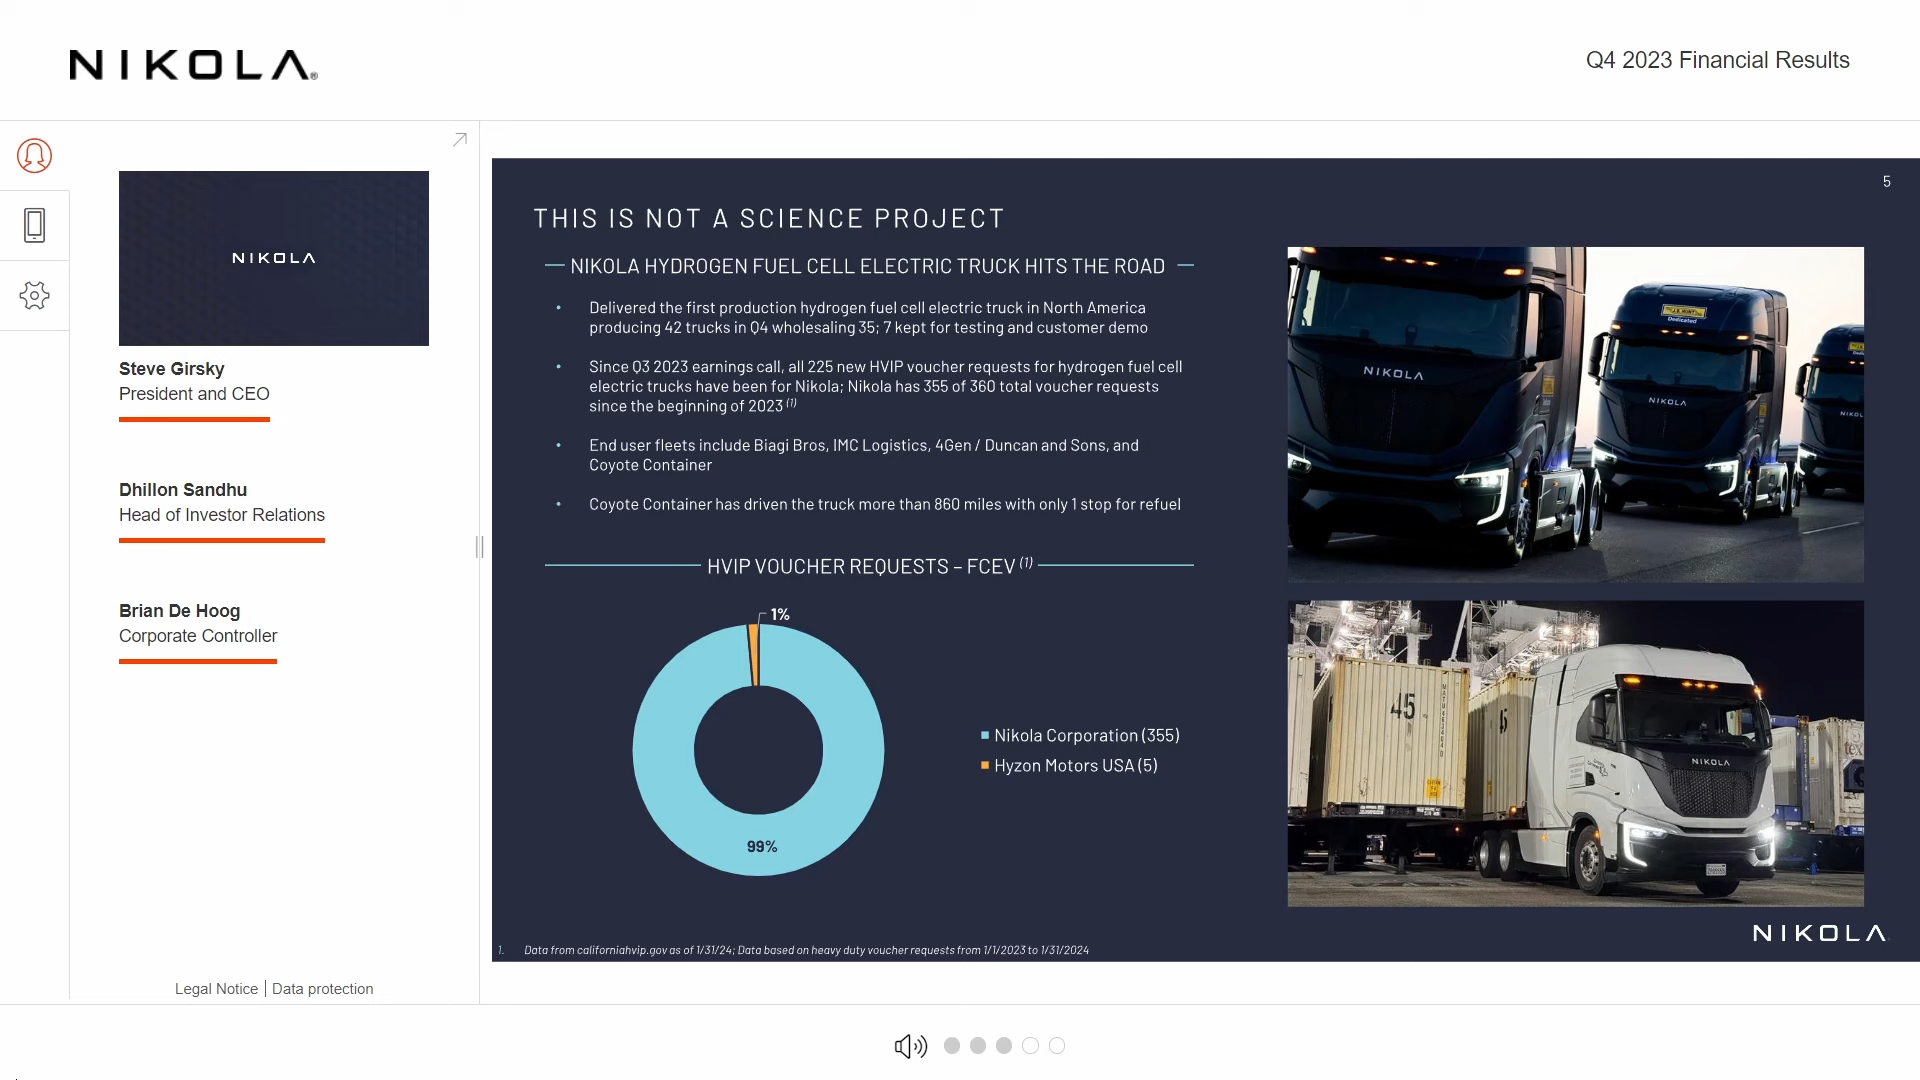 NIKOLA®
Q4 2023 Financial Results
NIKOLA
Steve Girsky
President and CEO
Dhillon Sandhu
Head of Investor Relations
Brian De Hoog
Corporate Controller
Legal Notice | Data protection
5
THIS IS NOT A SCIENCE PROJECT
NIKOLA HYDROGEN FUEL CELL ELECTRIC TRUCK HITS THE ROAD
• Delivered the first production hydrogen fuel cell electric truck in North America
producing 42 trucks in Q4 wholesaling 35; 7 kept for testing and customer demo
• Since Q3 2023 earnings call, all 225 new HVIP voucher requests for hydrogen fuel cell
electric trucks have been for Nikola; Nikola has 355 of 360 total voucher requests
since the beginning of 2023 (1)
• End user fleets include Biagi Bros, IMC Logistics, 4Gen / Duncan and Sons, and
Coyote Container
• Coyote Container has driven the truck more than 860 miles with only 1 stop for refuel
HVIP VOUCHER REQUESTS – FCEV (1)
1%
99%
Nikola Corporation (355)
Hyzon Motors USA (5)
1. Data from californiahvip.gov as of 1/31/24; Data based on heavy duty voucher requests from 1/1/2023 to 1/31/2024
NIKOLA
NIKOLA
Dedicated
NIKOLA
45
45
NIKOLA
NIKOLA